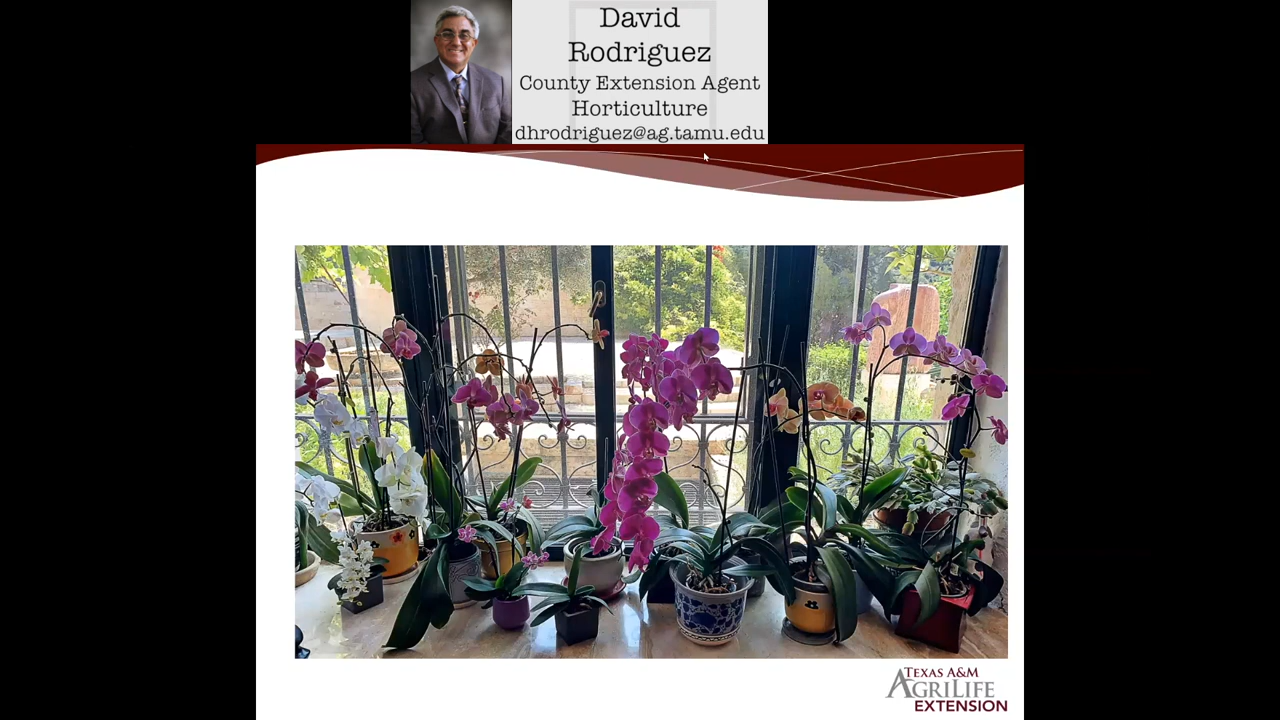 David
Rodriguez
County Extension Agent
Horticulture
dhrodriguez@ag.tamu.edu
TEXAS A&M
AGRILIFE
EXTENSION